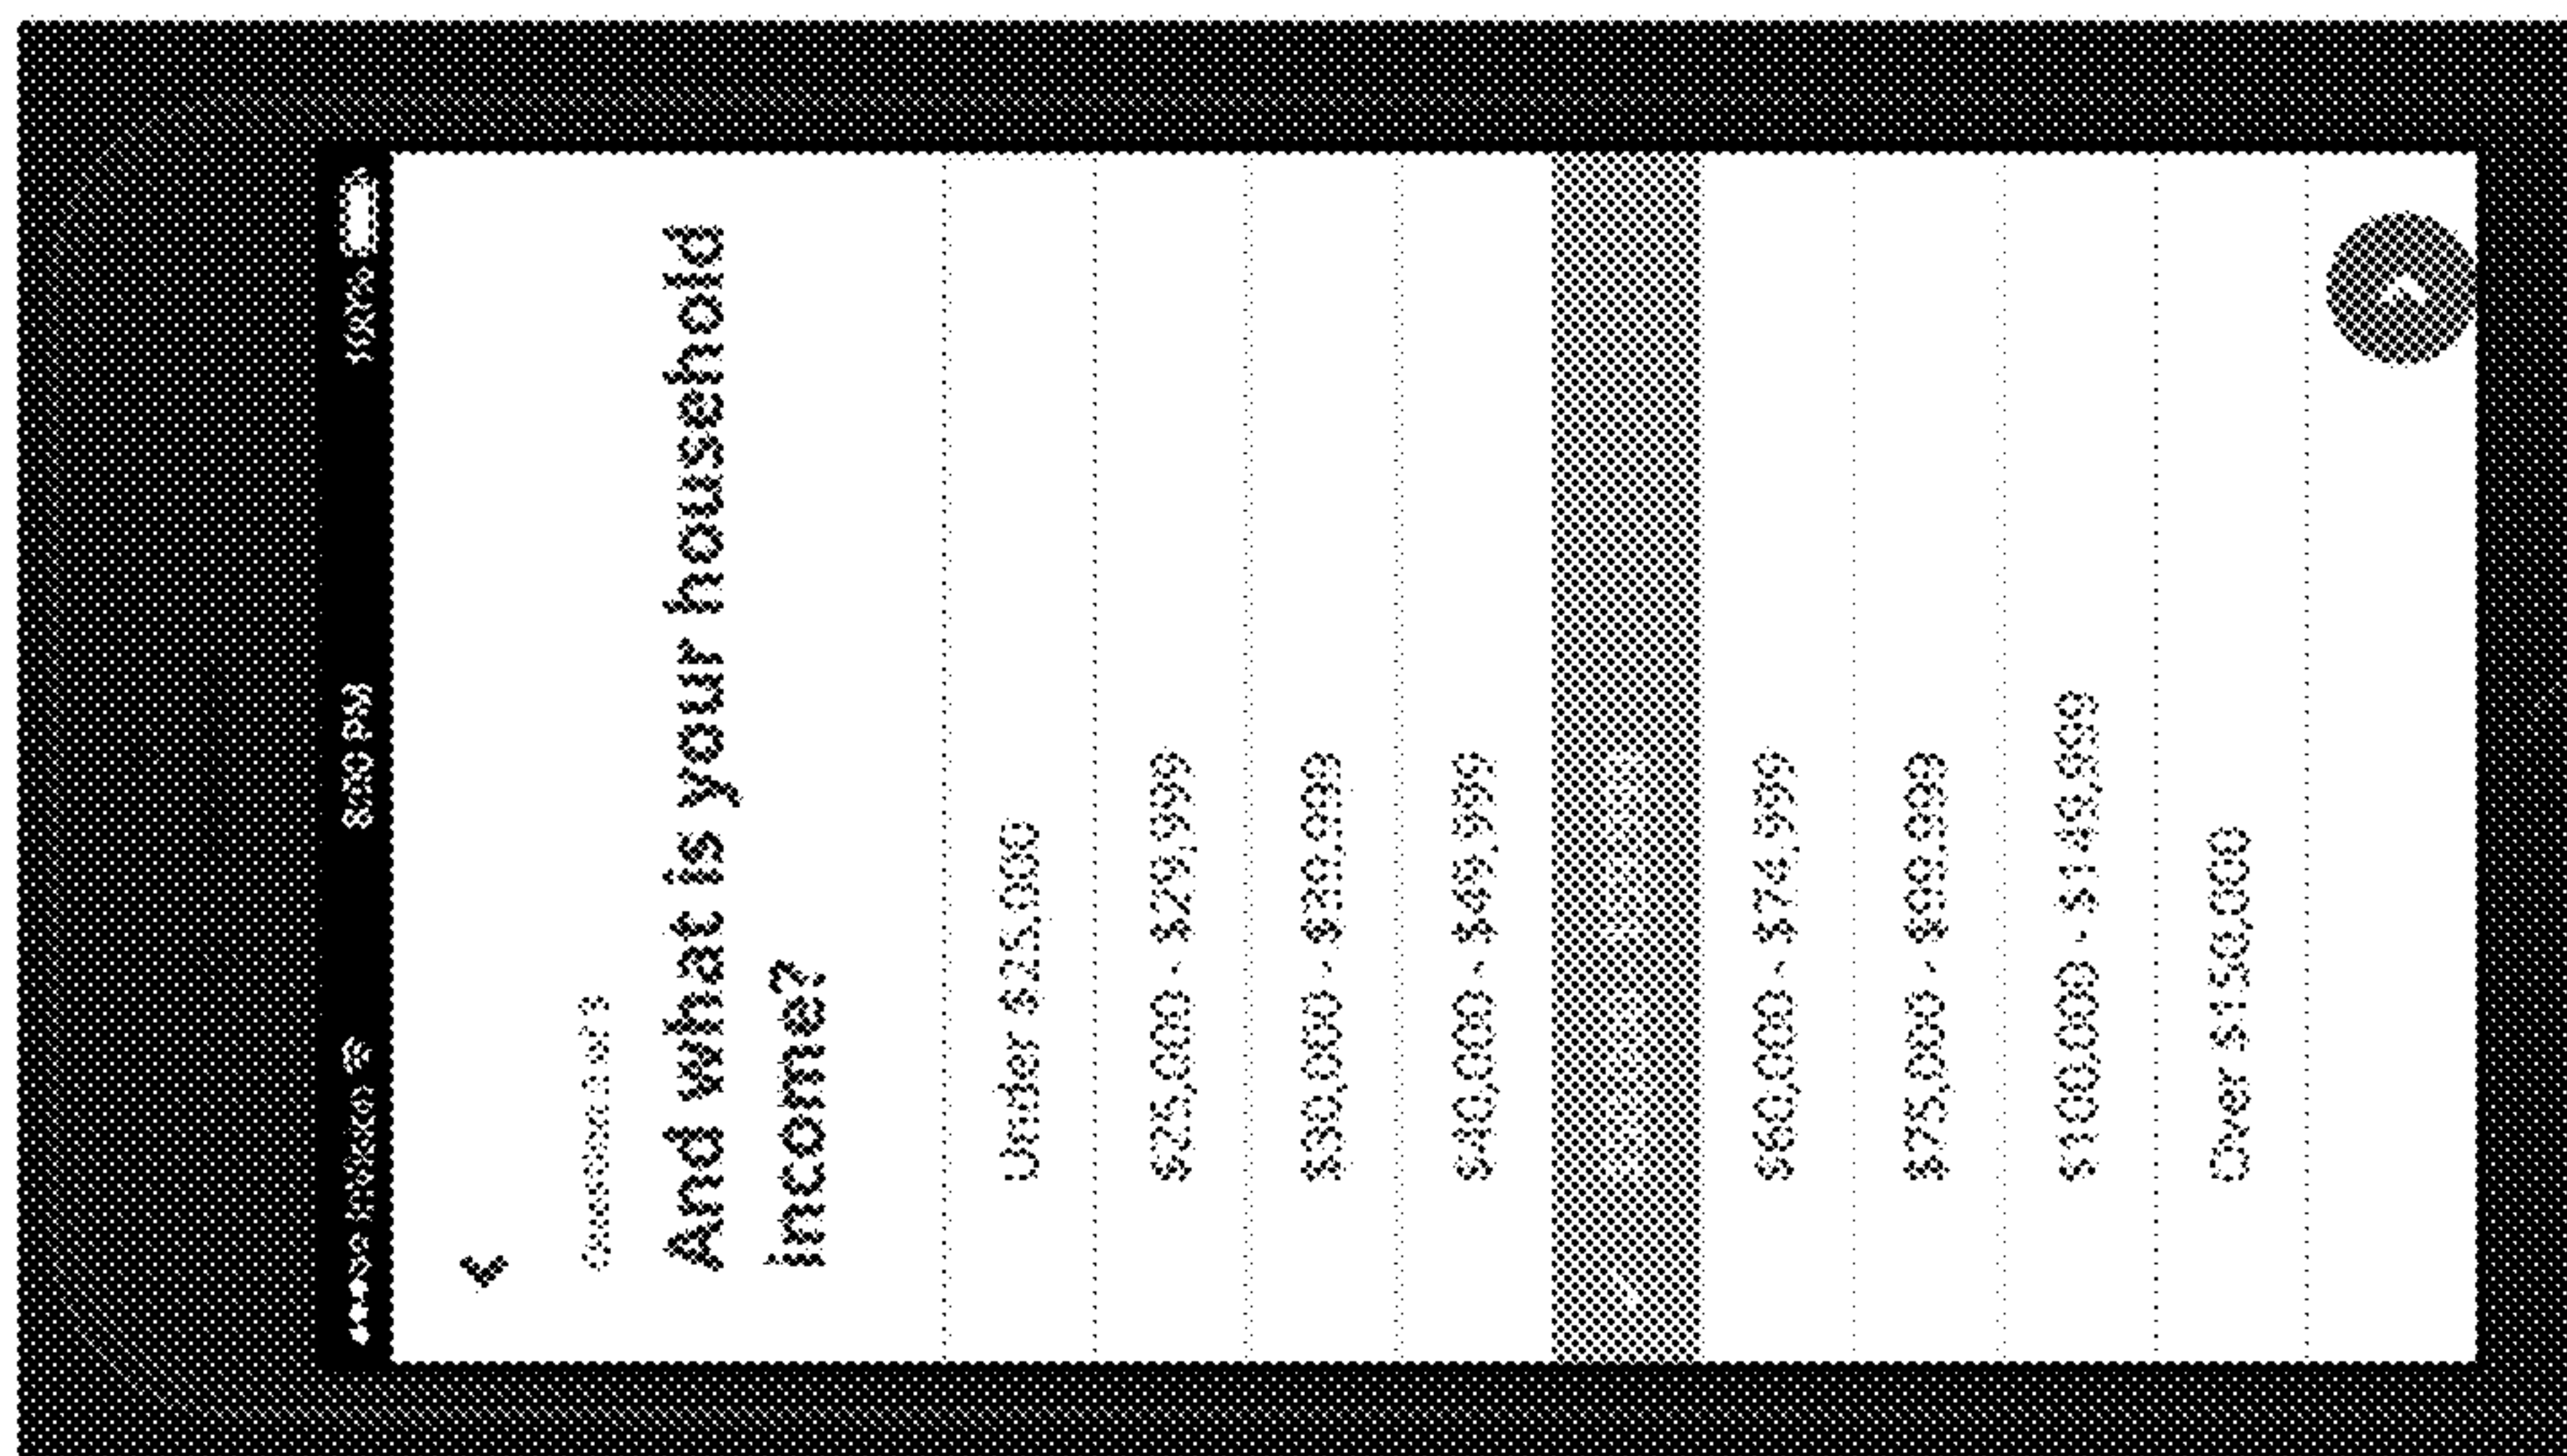 8:00 PM 100%
And what is your household
income?
Under $25,000
$25,000 - $29,999
$30,000 - $39,999
$40,000 - $49,999
$60,000 - $74,999
$75,000 - $99,999
$100,000 - $149,999
Over $150,000